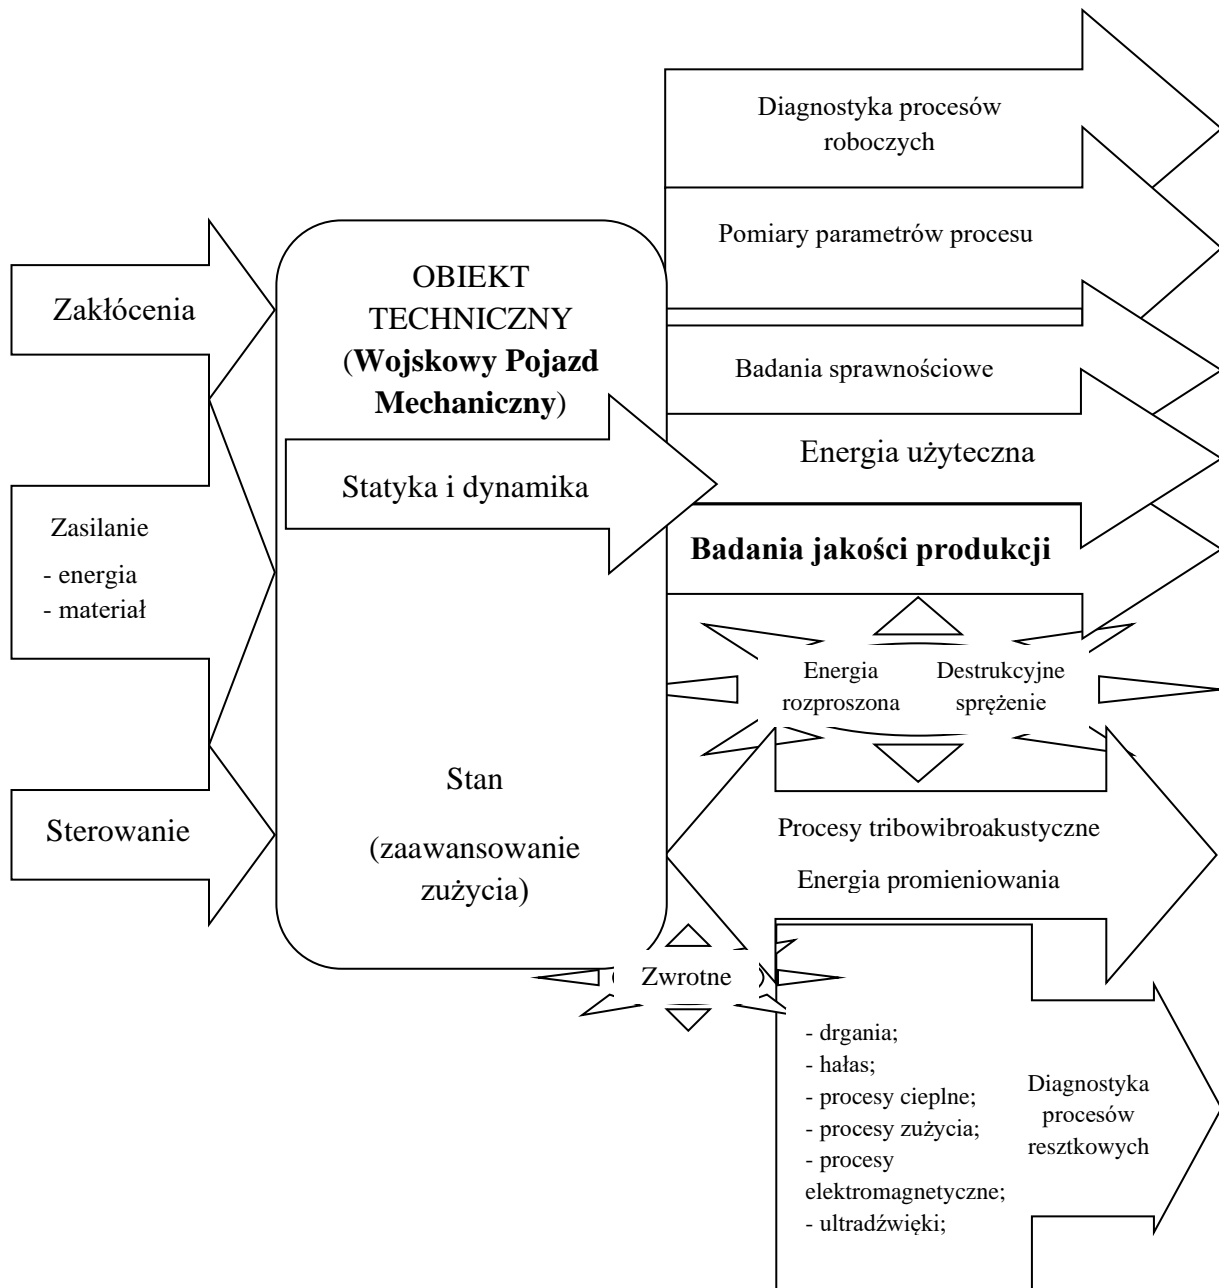 Diagnostyka procesów
roboczych
Pomiary parametrów procesu
Zakłócenia
OBIEKT
TECHNICZNY
(Wojskowy Pojazd
Mechaniczny)
Badania sprawnościowe
Energia użyteczna
Statyka i dynamika
Zasilanie
- energia
- materiał
Badania jakości produkcji
Energia
rozproszona
Destrukcyjne
sprężenie
Stan
(zaawansowanie
zużycia)
Sterowanie
Procesy tribowibroakustyczne
Energia promieniowania
Zwrotne
- drgania;
- hałas;
- procesy cieplne;
- procesy zużycia;
- procesy
elektromagnetyczne;
- ultradźwięki;
Diagnostyka
procesów
resztkowych